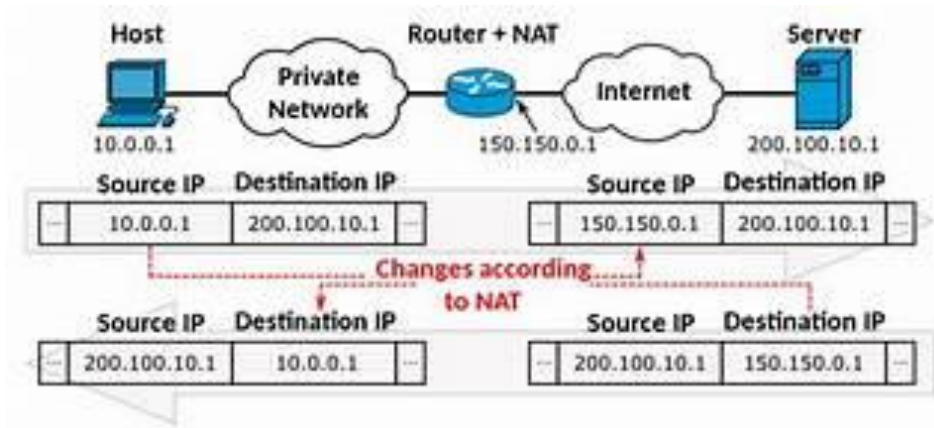 Host Router + NAT Server
Private
Network
Internet
10.0.0.1 150.150.0.1 200.100.10.1
Source IP Destination IP Source IP Destination IP
... 10.0.0.1 200.100.10.1 ... ... 150.150.0.1 200.100.10.1 ...
Changes according
to NAT
Source IP Destination IP Source IP Destination IP
... 200.100.10.1 10.0.0.1 ... ... 200.100.10.1 150.150.0.1 ...